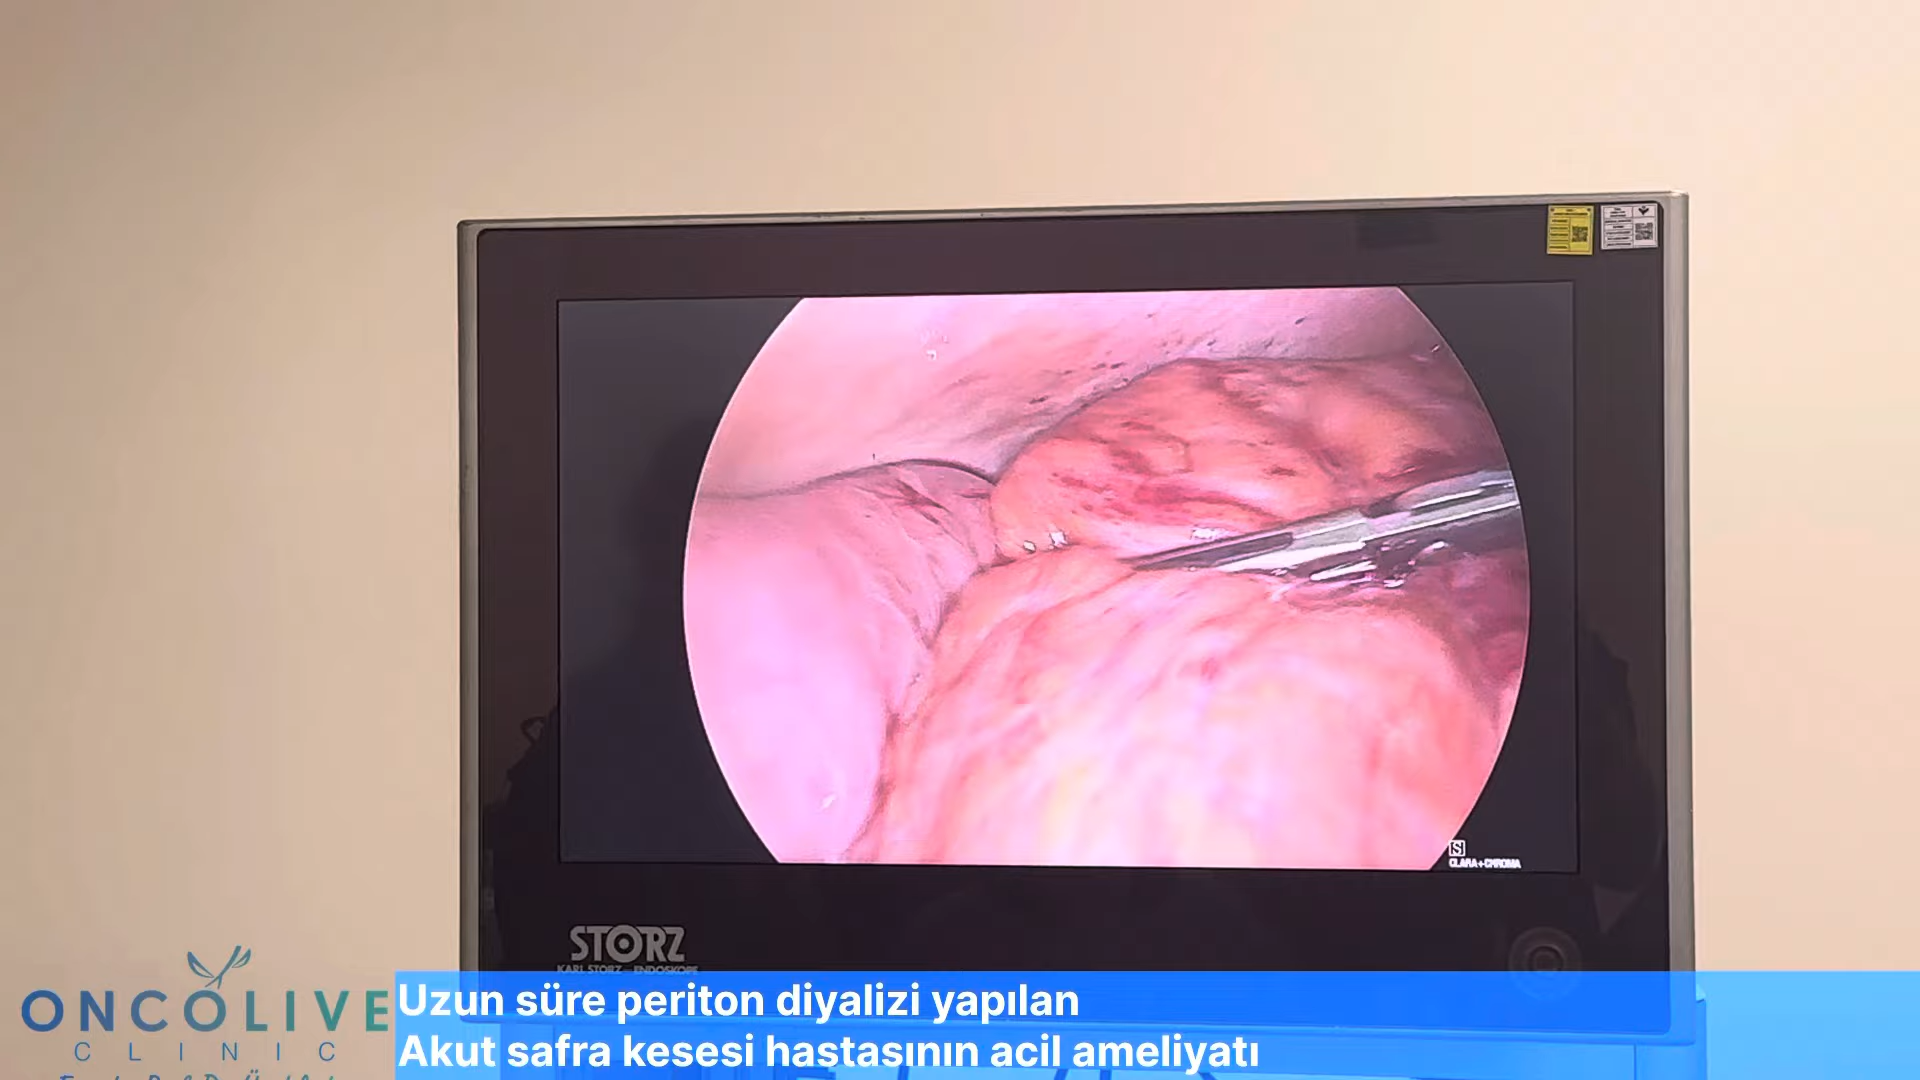 CLARA+CHROMA
STORZ
KARL STORZ — ENDOSKOPE
ONCOLIVE
CLINIC
Uzun süre periton diyalizi yapılan
Akut safra kesesi hastasının acil ameliyatı